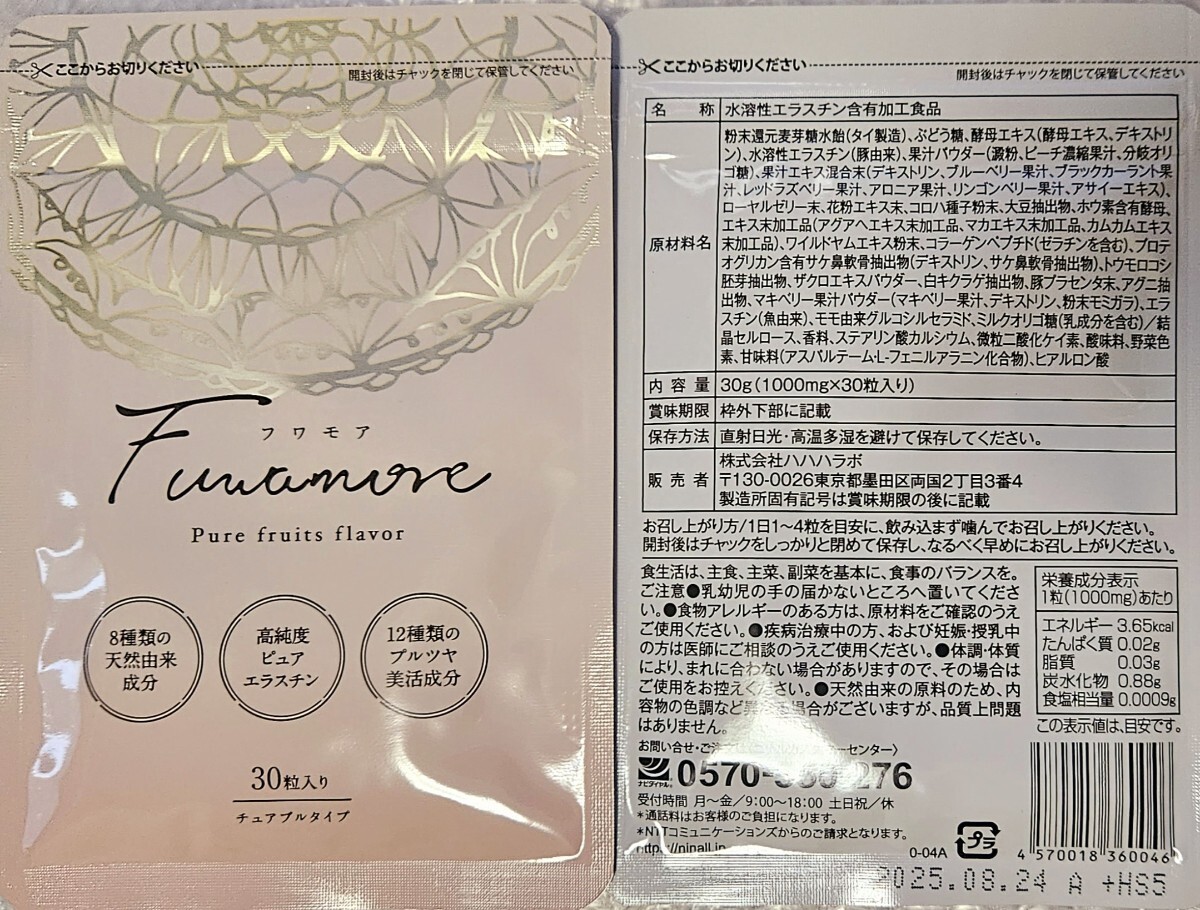 ここからお切りください
開封後はチャックを閉じて保管してください
フワモア
Fuwamore
Pure fruits flavor
8種類の
天然由来
成分
高純度
ピュア
エラスチン
12種類の
プルツヤ
美活成分
30粒入り
チュアブルタイプ
ここからお切りください
開封後はチャックを閉じて保管してください
名称 水溶性エラスチン含有加工食品
原材料名
粉末還元麦芽糖水飴(タイ製造)、ぶどう糖、酵母エキス(酵母エキス、デキストリ
ン)、水溶性エラスチン(豚由来)、果汁パウダー(澱粉、ピーチ濃縮果汁、分岐オリ
ゴ糖)、果汁エキス混合末(デキストリン、ブルーベリー果汁、ブラックカーラント果
汁、レッドラズベリー果汁、アロニア果汁、リンゴンベリー果汁、アサイーエキス)、
ローヤルゼリー末、花粉エキス末、コロハ種子粉末、大豆抽出物、ホウ素含有酵母、
エキス末加工品(アグアヘエキス末加工品、マカエキス末加工品、カムカムエキス
末加工品)、ワイルドヤムエキス粉末、コラーゲンペプチド(ゼラチンを含む)、プロテ
オグリカン含有サケ鼻軟骨抽出物(デキストリン、サケ鼻軟骨抽出物)、トウモロコシ
胚芽抽出物、ザクロエキスパウダー、白キクラゲ抽出物、豚プラセンタ末、アグニ抽
出物、マキベリー果汁パウダー(マキベリー果汁、デキストリン、粉末モミガラ)、エラ
スチン(魚由来)、モモ由来グルコシルセラミド、ミルクオリゴ糖(乳成分を含む)/結
晶セルロース、香料、ステアリン酸カルシウム、微粒二酸化ケイ素、酸味料、野菜色
素、甘味料(アスパルテーム・L-フェニルアラニン化合物)、ヒアルロン酸
内容量 30g(1000mg×30粒入り)
賞味期限 枠外下部に記載
保存方法 直射日光・高温多湿を避けて保存してください。
販売者
株式会社ハハハラボ
〒130-0026東京都墨田区両国2丁目3番4
製造所固有記号は賞味期限の後に記載
お召し上がり方/1日1~4粒を目安に、飲み込まず噛んでお召し上がりください。
開封後はチャックをしっかりと閉めて保存し、なるべく早めにお召し上がりください。
食生活は、主食、主菜、副菜を基本に、食事のバランスを。
ご注意●乳幼児の手の届かないところへ置いてくださ
い。●食物アレルギーのある方は、原材料をご確認のうえ
ご使用ください。●疾病治療中の方、および妊娠・授乳中
の方は医師にご相談のうえご使用ください。●体調・体質
により、まれに合わない場合がありますので、その場合は
ご使用をお控えください。●天然由来の原料のため、内
容物の色調など異なる場合がございますが、品質上問題
はありません。
栄養成分表示
1粒(1000mg)あたり
エネルギー 3.65kcal
たんぱく質 0.02g
脂質 0.03g
炭水化物 0.88g
食塩相当量 0.0009g
この表示値は、目安です。
お問い合せ・ご センター〉
ナビダイヤル 0570- 276
受付時間 月~金/9:00~18:00 土日祝/休
*通話料はお客様のご負担になります。
*NTTコミュニケーションズからのご請求となります。
0-04A
プラ
4 570018 360046
2025.08.24 A +HS5